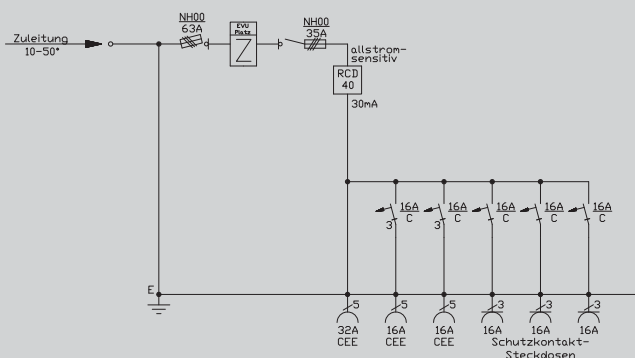 NH00
63A
EVU
Platz
Z
NH00
35A
Zuleitung
10-50°
allstrom-
sensitiv
RCD
40
30mA
16A
C
3
16A
C
3
16A
C
16A
C
16A
C
E
5
5
5
3
3
3
32A
CEE
16A
CEE
16A
CEE
16A
16A
16A
Schutzkontakt-
Steckdosen